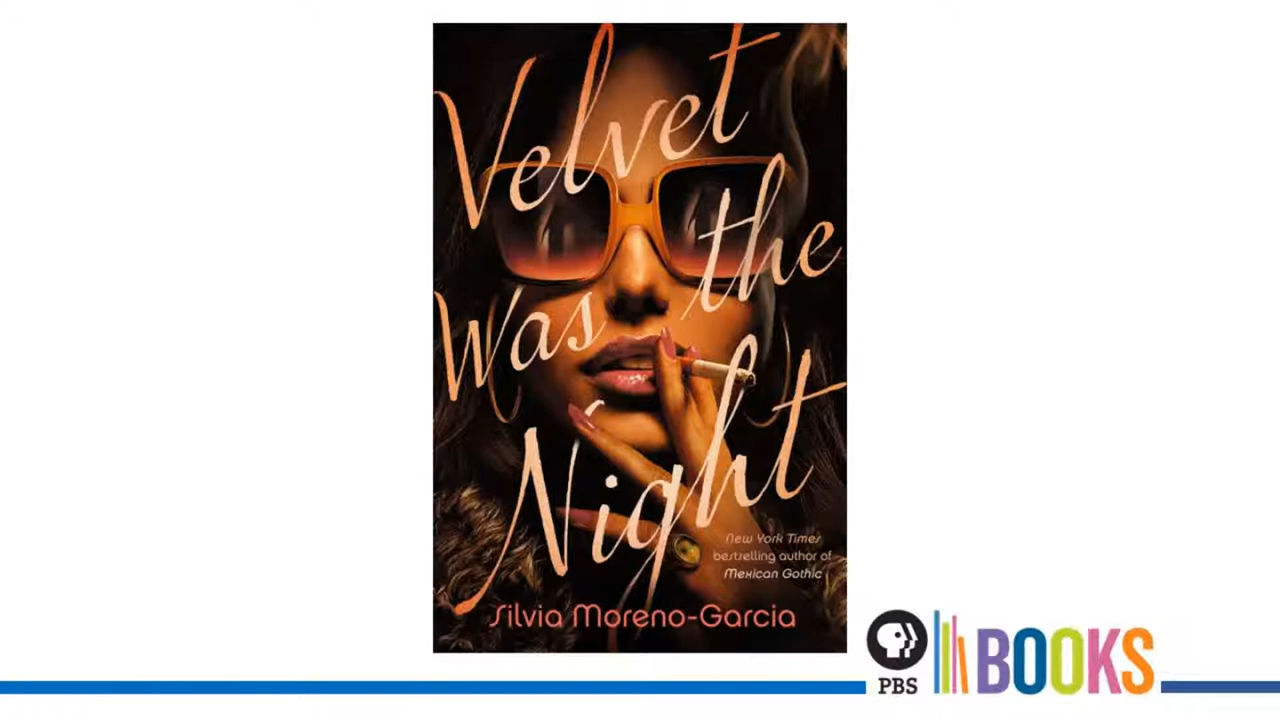 Velvet
Was the
Night
New York Times
bestselling author of
Mexican Gothic
Silvia Moreno-Garcia
PBS
BOOKS